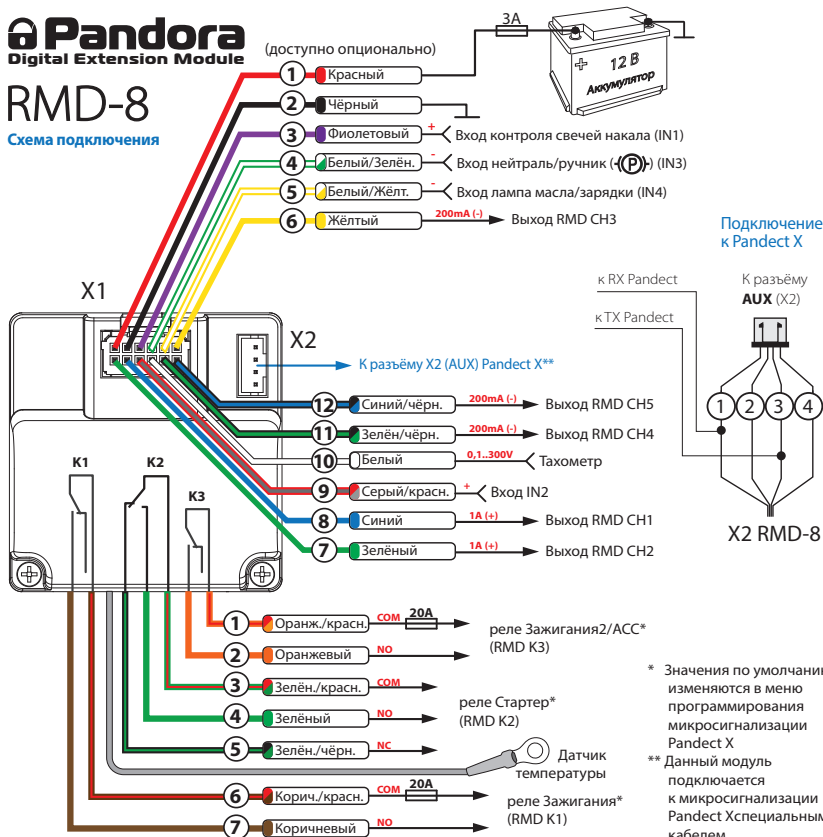 Pandora
Digital Extension Module
RMD-8
Схема подключения
(доступно опционально)
3A
12 В
Аккумулятор
1 Красный
2 Чёрный
3 Фиолетовый + Вход контроля свечей накала (IN1)
4 Белый/Зелён. - Вход нейтраль/ручник (P) (IN3)
5 Белый/Жёлт. - Вход лампа масла/зарядки (IN4)
6 Жёлтый 200mA (-) Выход RMD CH3
X1
X2
К разъёму X2 (AUX) Pandect X**
12 Синий/чёрн. 200mA (-) Выход RMD CH5
11 Зелён/чёрн. 200mA (-) Выход RMD CH4
10 Белый 0,1..300V Тахометр
9 Серый/красн. + Вход IN2
8 Синий 1A (+) Выход RMD CH1
7 Зелёный 1A (+) Выход RMD CH2
Подключение
к Pandect X
к RX Pandect
к TX Pandect
К разъёму
AUX (X2)
1 2 3 4
X2 RMD-8
K1
K2
K3
1 Оранж./красн. COM 20A
2 Оранжевый NO
реле Зажигания2/ACC*
(RMD K3)
3 Зелён./красн. COM
4 Зелёный NO
5 Зелён./чёрн. NC
реле Стартер*
(RMD K2)
Датчик
температуры
6 Корич./красн. COM 20A
7 Коричневый NO
реле Зажигания*
(RMD K1)
* Значения по умолчанию
изменяются в меню
программирования
микросигнализации
Pandect X
** Данный модуль
подключается
к микросигнализации
Pandect Xспециальным
кабелем